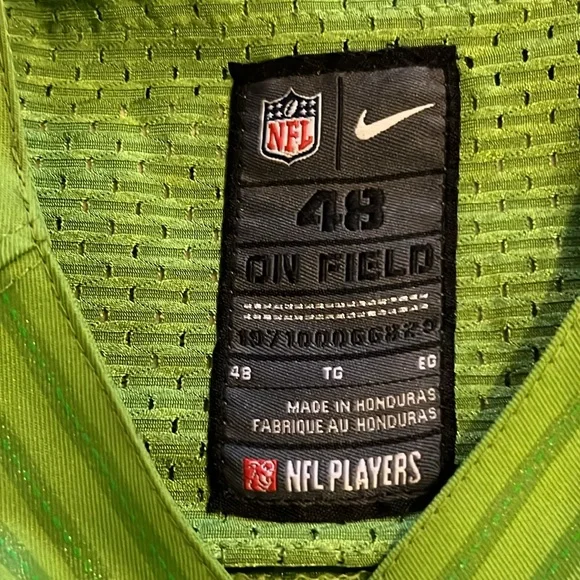 NFL
48
ON FIELD
48 TG EG
MADE IN HONDURAS
FABRIQUE AU HONDURAS
NFL PLAYERS